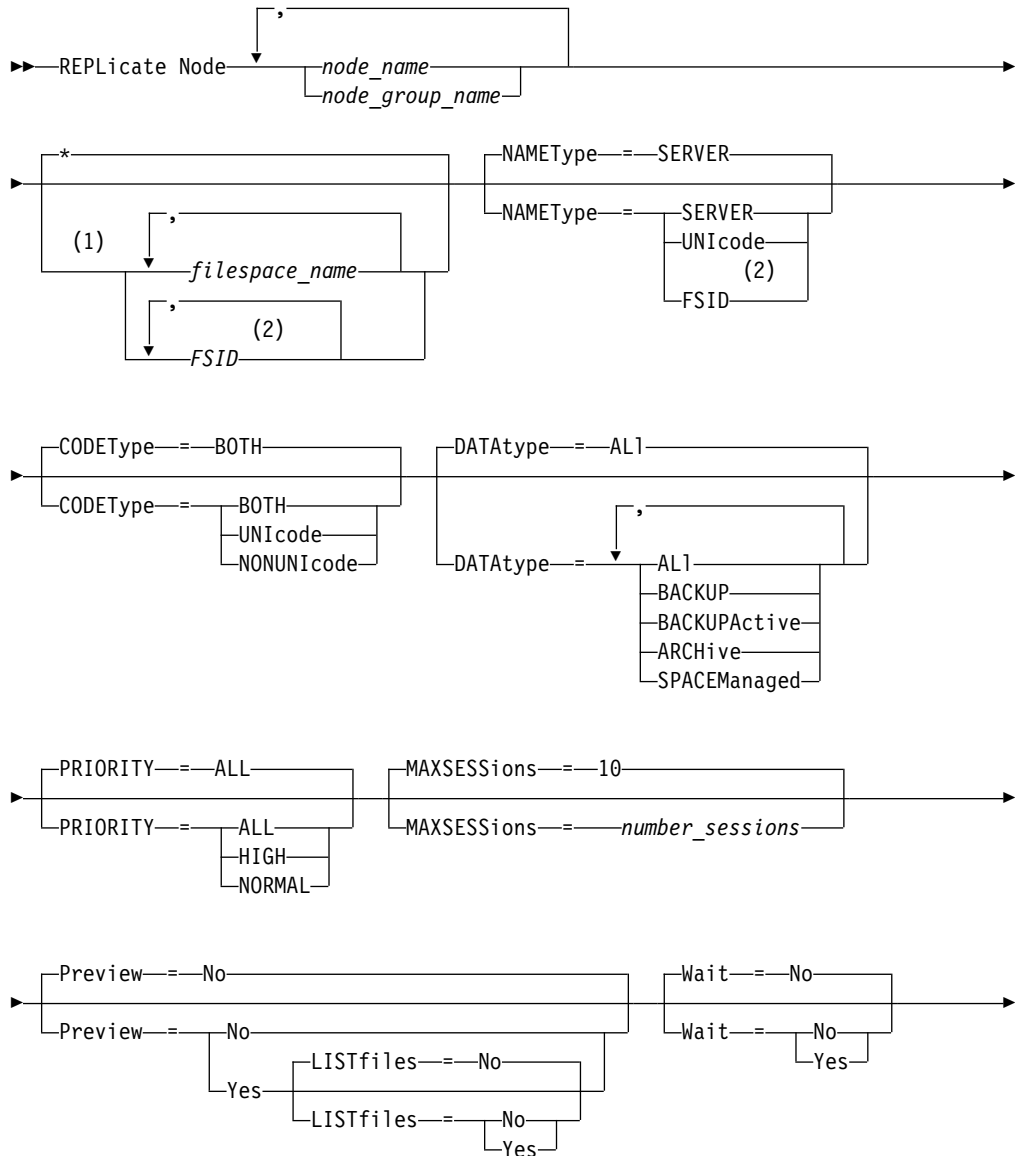 ,
REPLicate Node node_name
node_group_name
* NAMEType = SERVER
, NAMEType = SERVER
(1) UNIcode
filespace_name (2)
, FSID
(2)
FSID
CODEType = BOTH DATAtype = ALl
CODEType = BOTH ,
UNIcode DATAtype = ALl
NONUNIcode BACKUP
BACKUPActive
ARCHive
SPACEManaged
PRIORITY = ALL MAXSESSions = 10
PRIORITY = ALL MAXSESSions = number_sessions
HIGH
NORMAL
Preview = No Wait = No
Preview = No Wait = No
LISTfiles = No Yes
Yes
LISTfiles = No
Yes